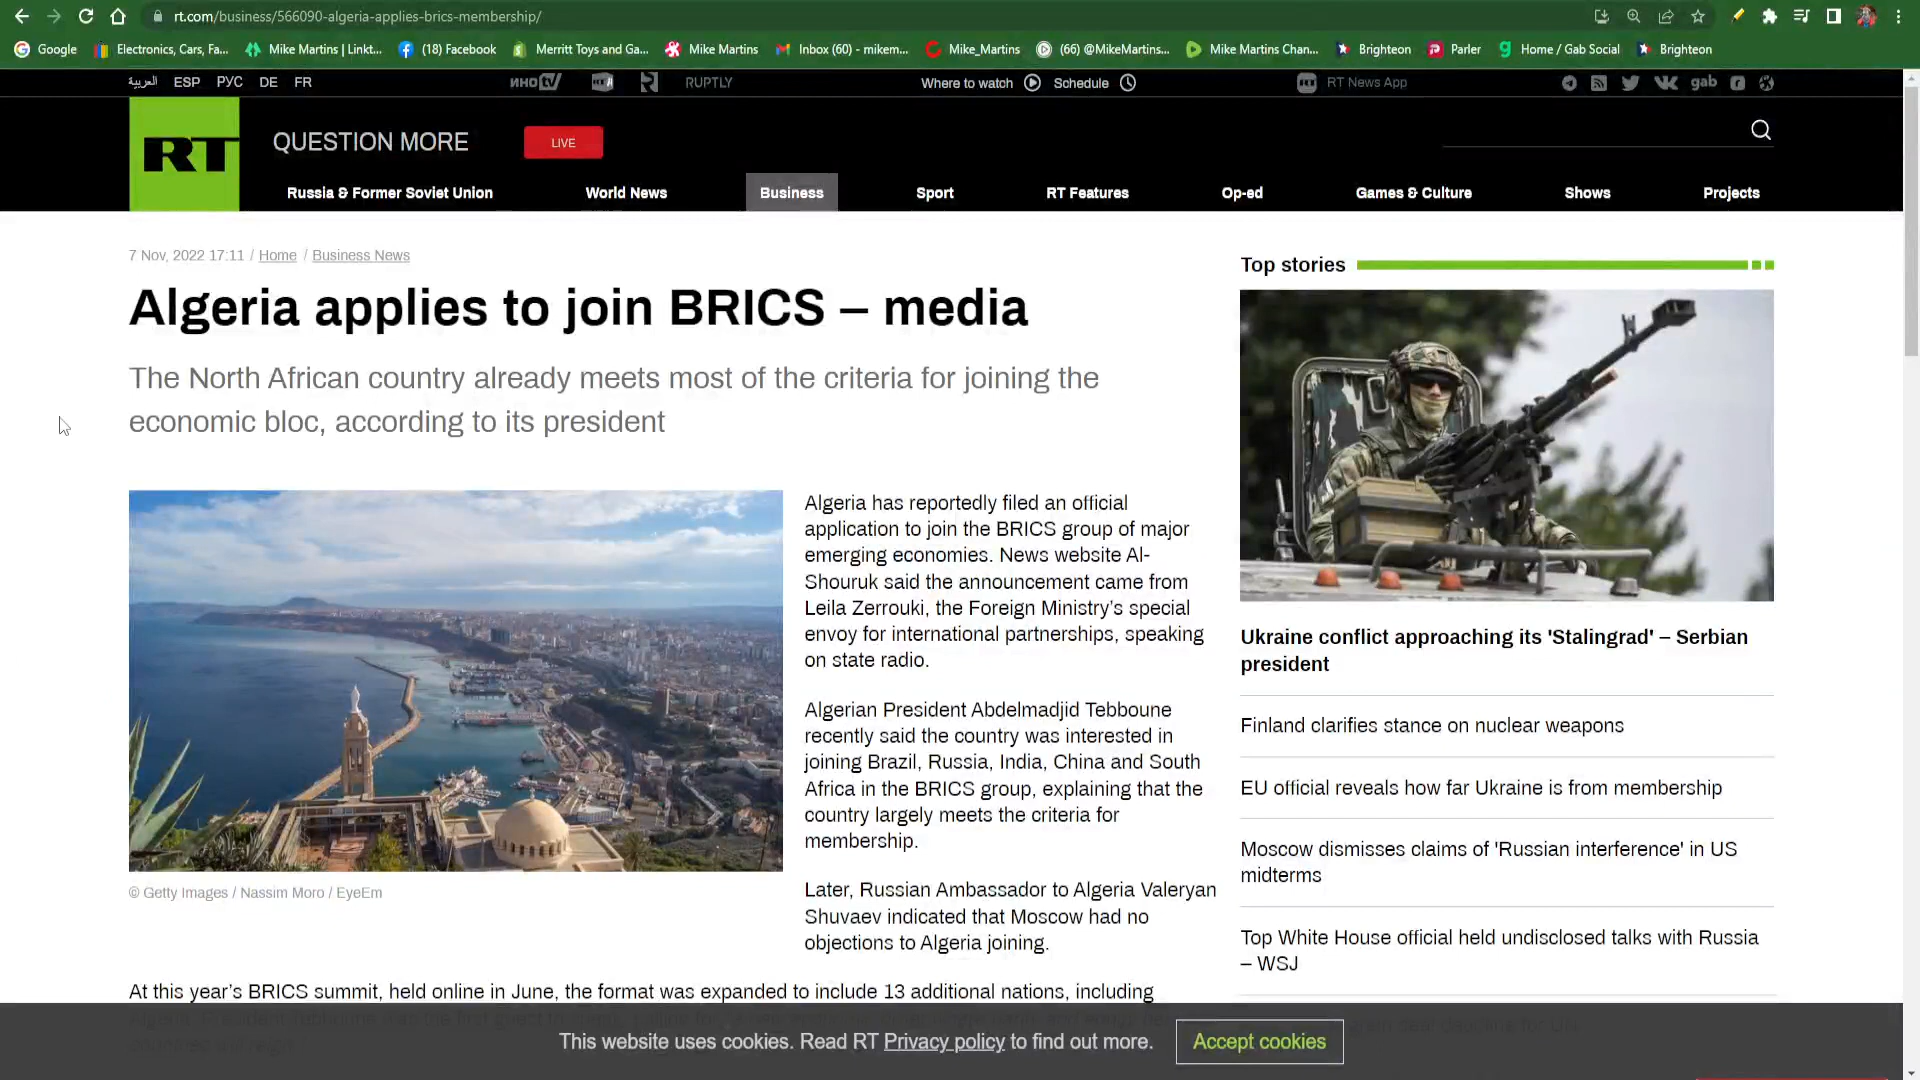 rt.com/business/566090-algeria-applies-brics-membership/
Google
Electronics, Cars, Fa...
Mike Martins | Linkt...
(18) Facebook
Merritt Toys and Ga...
Mike Martins
Inbox (60) - mikem...
Mike_Martins
(66) @MikeMartins...
Mike Martins Chan...
Brighteon
Parler
Home / Gab Social
Brighteon
العربية ESP РУС DE FR
ИНОTV
RUPTLY
Where to watch
Schedule
RT News App
gab
RT
QUESTION MORE
LIVE
Russia & Former Soviet Union
World News
Business
Sport
RT Features
Op-ed
Games & Culture
Shows
Projects
7 Nov, 2022 17:11 / Home / Business News
Algeria applies to join BRICS – media
The North African country already meets most of the criteria for joining the
economic bloc, according to its president
© Getty Images / Nassim Moro / EyeEm
Algeria has reportedly filed an official
application to join the BRICS group of major
emerging economies. News website Al-
Shouruk said the announcement came from
Leila Zerrouki, the Foreign Ministry’s special
envoy for international partnerships, speaking
on state radio.
Algerian President Abdelmadjid Tebboune
recently said the country was interested in
joining Brazil, Russia, India, China and South
Africa in the BRICS group, explaining that the
country largely meets the criteria for
membership.
Later, Russian Ambassador to Algeria Valeryan
Shuvaev indicated that Moscow had no
objections to Algeria joining.
At this year’s BRICS summit, held online in June, the format was expanded to include 13 additional nations, including
Top stories
Ukraine conflict approaching its 'Stalingrad' – Serbian
president
Finland clarifies stance on nuclear weapons
EU official reveals how far Ukraine is from membership
Moscow dismisses claims of 'Russian interference' in US
midterms
Top White House official held undisclosed talks with Russia
– WSJ
This website uses cookies. Read RT Privacy policy to find out more.
Accept cookies